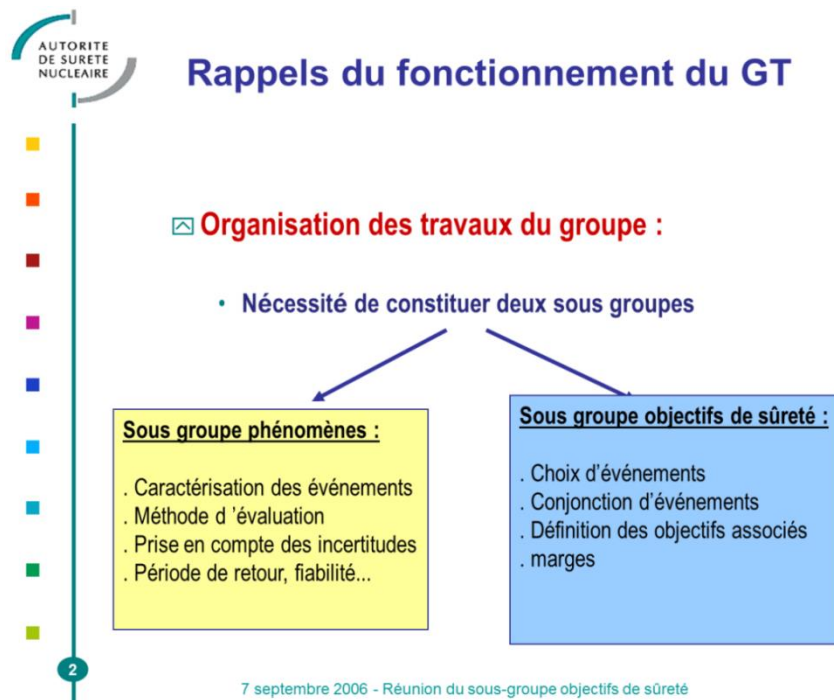 AUTORITE
DE SURETE
NUCLEAIRE
Rappels du fonctionnement du GT
Organisation des travaux du groupe :
• Nécessité de constituer deux sous groupes
Sous groupe phénomènes :
. Caractérisation des événements
. Méthode d ’évaluation
. Prise en compte des incertitudes
. Période de retour, fiabilité...
Sous groupe objectifs de sûreté :
. Choix d’événements
. Conjonction d’événements
. Définition des objectifs associés
. marges
2
7 septembre 2006 - Réunion du sous-groupe objectifs de sûreté